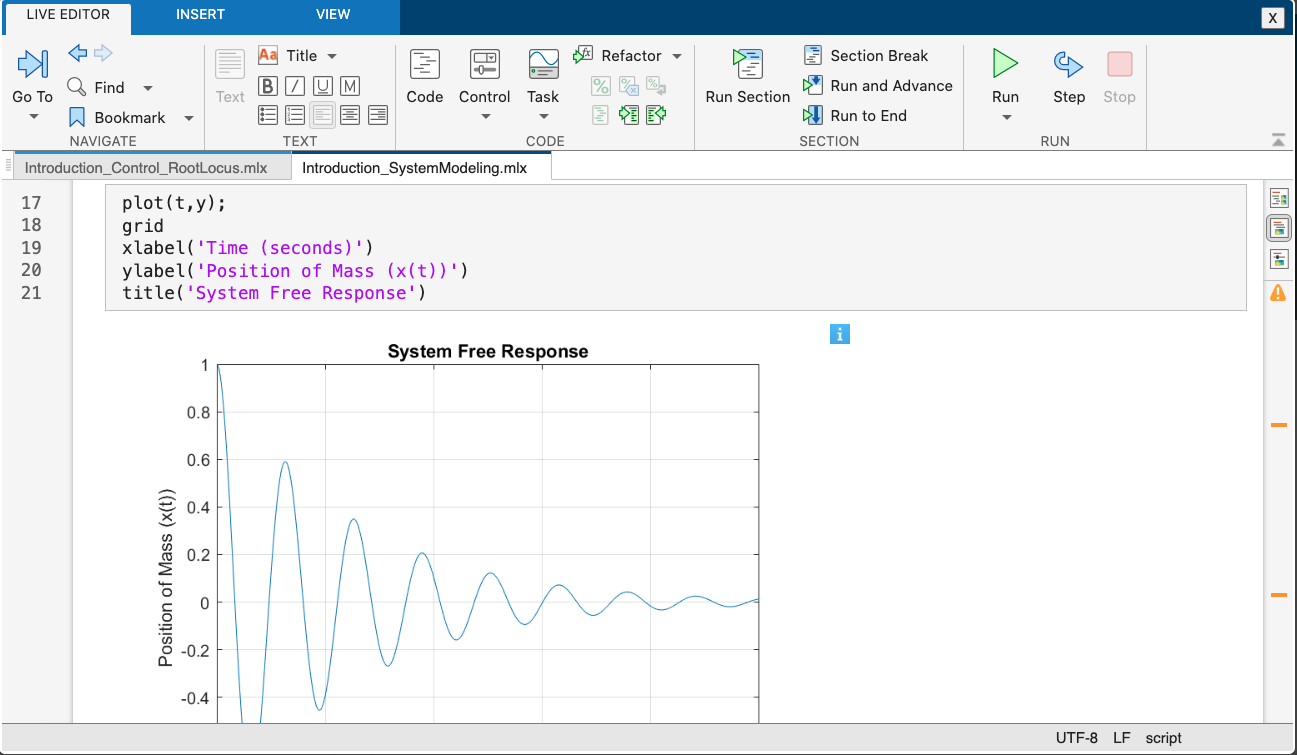 LIVE EDITOR INSERT VIEW X
Go To
Find
Bookmark
NAVIGATE
Text
Aa Title
B I U M
TEXT
Code
Control
Task
fx Refactor
CODE
Run Section
Section Break
Run and Advance
Run to End
SECTION
Run
Step
Stop
RUN
Introduction_Control_RootLocus.mlx Introduction_SystemModeling.mlx
17 plot(t,y);
18 grid
19 xlabel('Time (seconds)')
20 ylabel('Position of Mass (x(t))')
21 title('System Free Response')
i
System Free Response
1
0.8
0.6
0.4
0.2
0
-0.2
-0.4
Position of Mass (x(t))
UTF-8 LF script